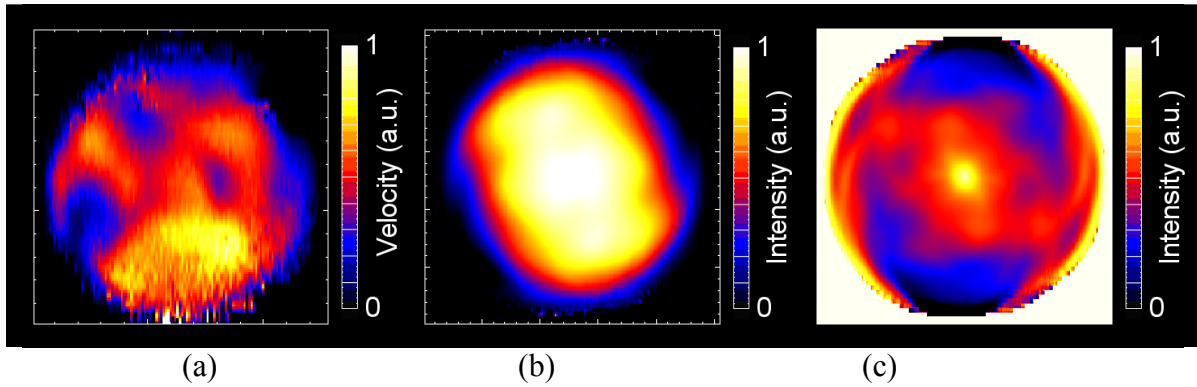 1
Velocity (a.u.)
0
1
Intensity (a.u.)
0
1
Intensity (a.u.)
0
(a)
(b)
(c)